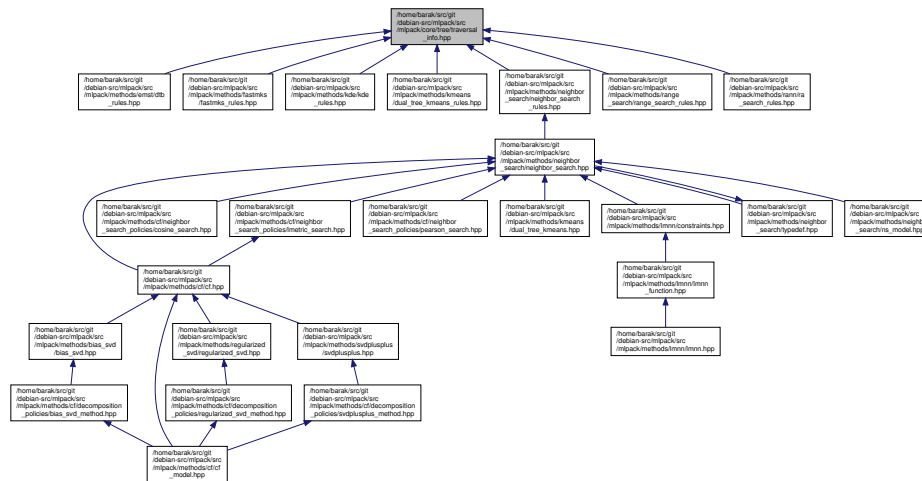 /home/barak/src/git
/debian-src/mlpack/src
/mlpack/core/tree/traversal
_info.hpp
/home/barak/src/git
/debian-src/mlpack/src
/mlpack/methods/emst/dtb
_rules.hpp
/home/barak/src/git
/debian-src/mlpack/src
/mlpack/methods/fastmks
/fastmks_rules.hpp
/home/barak/src/git
/debian-src/mlpack/src
/mlpack/methods/kde/kde
_rules.hpp
/home/barak/src/git
/debian-src/mlpack/src
/mlpack/methods/kmeans
/dual_tree_kmeans_rules.hpp
/home/barak/src/git
/debian-src/mlpack/src
/mlpack/methods/neighbor
_search/neighbor_search
_rules.hpp
/home/barak/src/git
/debian-src/mlpack/src
/mlpack/methods/range
_search/range_search_rules.hpp
/home/barak/src/git
/debian-src/mlpack/src
/mlpack/methods/rann/ra
_search_rules.hpp
/home/barak/src/git
/debian-src/mlpack/src
/mlpack/methods/neighbor
_search/neighbor_search.hpp
/home/barak/src/git
/debian-src/mlpack/src
/mlpack/methods/cf/neighbor
_search_policies/cosine_search.hpp
/home/barak/src/git
/debian-src/mlpack/src
/mlpack/methods/cf/neighbor
_search_policies/lmetric_search.hpp
/home/barak/src/git
/debian-src/mlpack/src
/mlpack/methods/cf/neighbor
_search_policies/pearson_search.hpp
/home/barak/src/git
/debian-src/mlpack/src
/mlpack/methods/kmeans
/dual_tree_kmeans.hpp
/home/barak/src/git
/debian-src/mlpack/src
/mlpack/methods/lmnn/constraints.hpp
/home/barak/src/git
/debian-src/mlpack/src
/mlpack/methods/neighbor
_search/typedef.hpp
/home/barak/src/git
/debian-src/mlpack/src
/mlpack/methods/neighb
_search/ns_model.hpp
/home/barak/src/git
/debian-src/mlpack/src
/mlpack/methods/cf/cf.hpp
/home/barak/src/git
/debian-src/mlpack/src
/mlpack/methods/lmnn/lmnn
_function.hpp
/home/barak/src/git
/debian-src/mlpack/src
/mlpack/methods/bias_svd
/bias_svd.hpp
/home/barak/src/git
/debian-src/mlpack/src
/mlpack/methods/regularized
_svd/regularized_svd.hpp
/home/barak/src/git
/debian-src/mlpack/src
/mlpack/methods/svdplusplus
/svdplusplus.hpp
/home/barak/src/git
/debian-src/mlpack/src
/mlpack/methods/lmnn/lmnn.hpp
/home/barak/src/git
/debian-src/mlpack/src
/mlpack/methods/cf/decomposition
_policies/bias_svd_method.hpp
/home/barak/src/git
/debian-src/mlpack/src
/mlpack/methods/cf/decomposition
_policies/regularized_svd_method.hpp
/home/barak/src/git
/debian-src/mlpack/src
/mlpack/methods/cf/decomposition
_policies/svdplusplus_method.hpp
/home/barak/src/git
/debian-src/mlpack/src
/mlpack/methods/cf/cf
_model.hpp